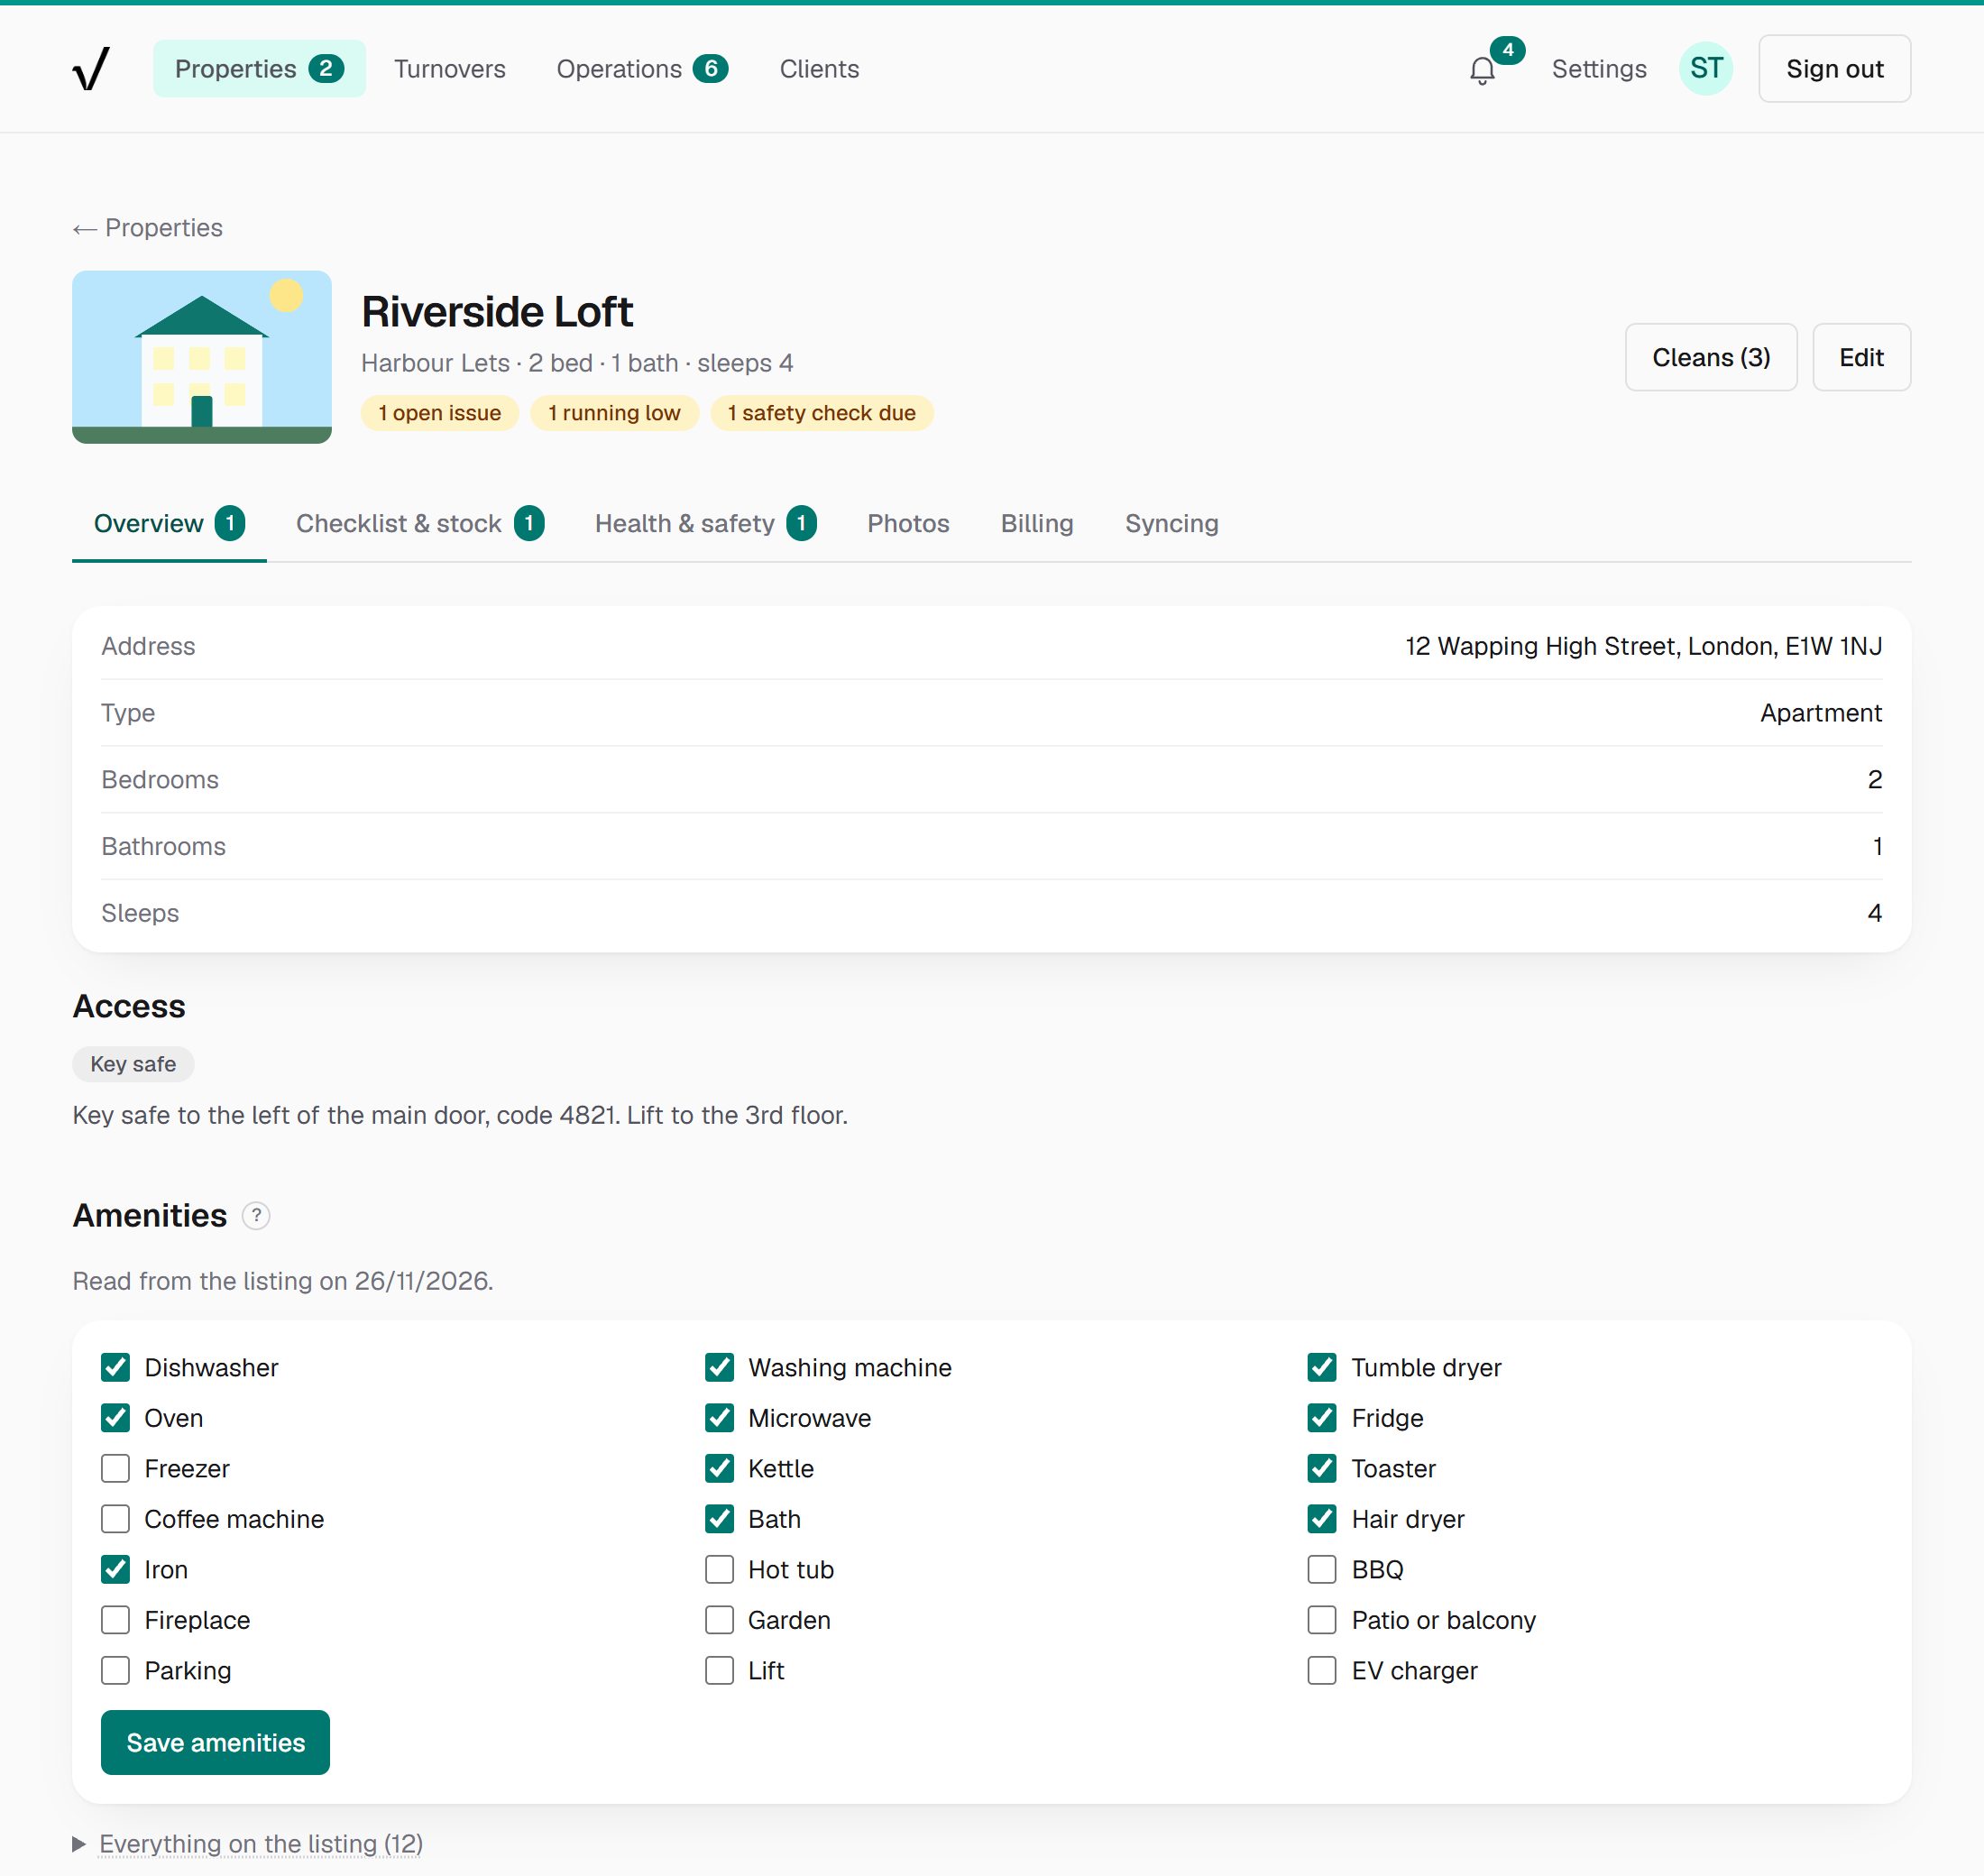 Properties 2 Turnovers Operations 6 Clients 4 Settings ST Sign out
← Properties
Riverside Loft
Harbour Lets · 2 bed · 1 bath · sleeps 4
Cleans (3) Edit
1 open issue 1 running low 1 safety check due
Overview 1 Checklist & stock 1 Health & safety 1 Photos Billing Syncing
Address 12 Wapping High Street, London, E1W 1NJ
Type Apartment
Bedrooms 2
Bathrooms 1
Sleeps 4
Access
Key safe
Key safe to the left of the main door, code 4821. Lift to the 3rd floor.
Amenities ?
Read from the listing on 26/11/2026.
Dishwasher Washing machine Tumble dryer
Oven Microwave Fridge
Freezer Kettle Toaster
Coffee machine Bath Hair dryer
Iron Hot tub BBQ
Fireplace Garden Patio or balcony
Parking Lift EV charger
Save amenities
Everything on the listing (12)